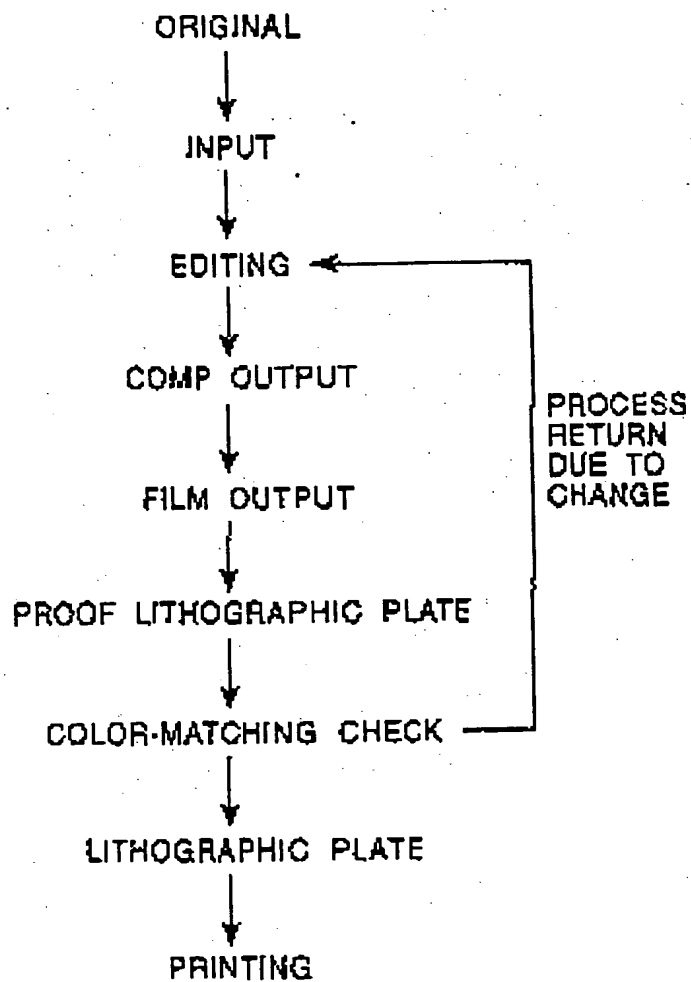 ORIGINAL
INPUT
EDITING
COMP OUTPUT
PROCESS
RETURN
DUE TO
CHANGE
FILM OUTPUT
PROOF LITHOGRAPHIC PLATE
COLOR-MATCHING CHECK
LITHOGRAPHIC PLATE
PRINTING